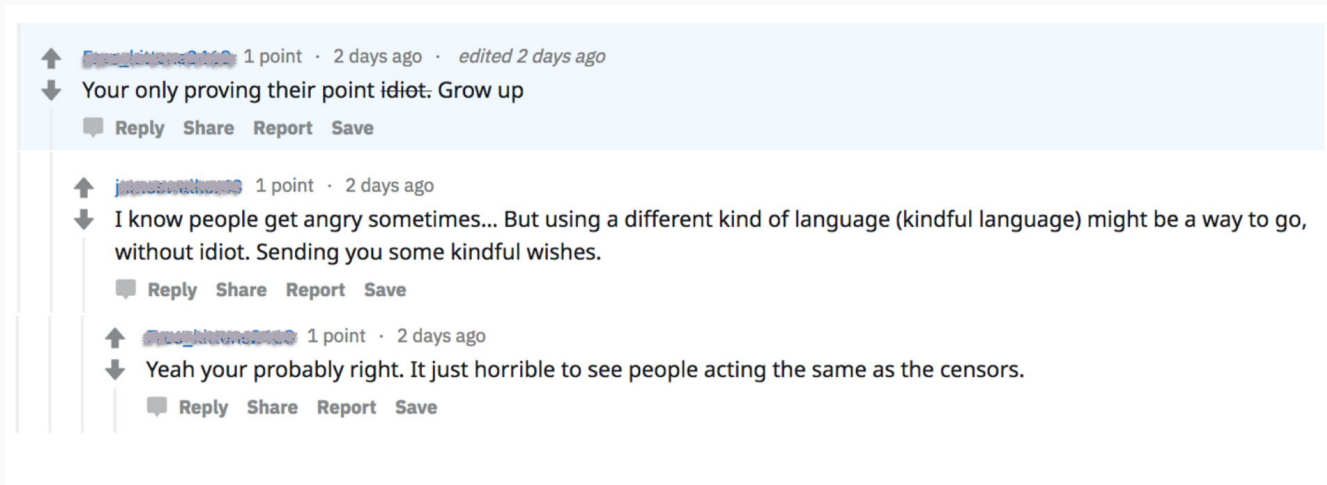 1 point · 2 days ago · edited 2 days ago
Your only proving their point idiot. Grow up
Reply Share Report Save
1 point · 2 days ago
I know people get angry sometimes... But using a different kind of language (kindful language) might be a way to go,
without idiot. Sending you some kindful wishes.
Reply Share Report Save
1 point · 2 days ago
Yeah your probably right. It just horrible to see people acting the same as the censors.
Reply Share Report Save